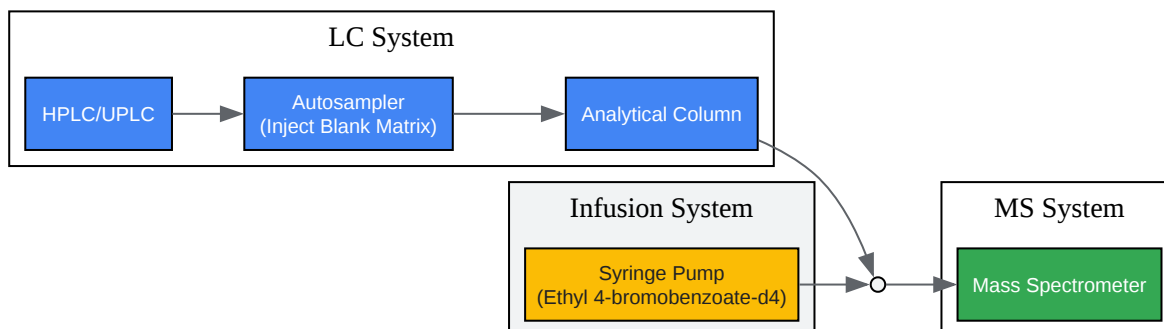 LC System
HPLC/UPLC
Autosampler
(Inject Blank Matrix)
Analytical Column
Infusion System
Syringe Pump
(Ethyl 4-bromobenzoate-d4)
MS System
Mass Spectrometer